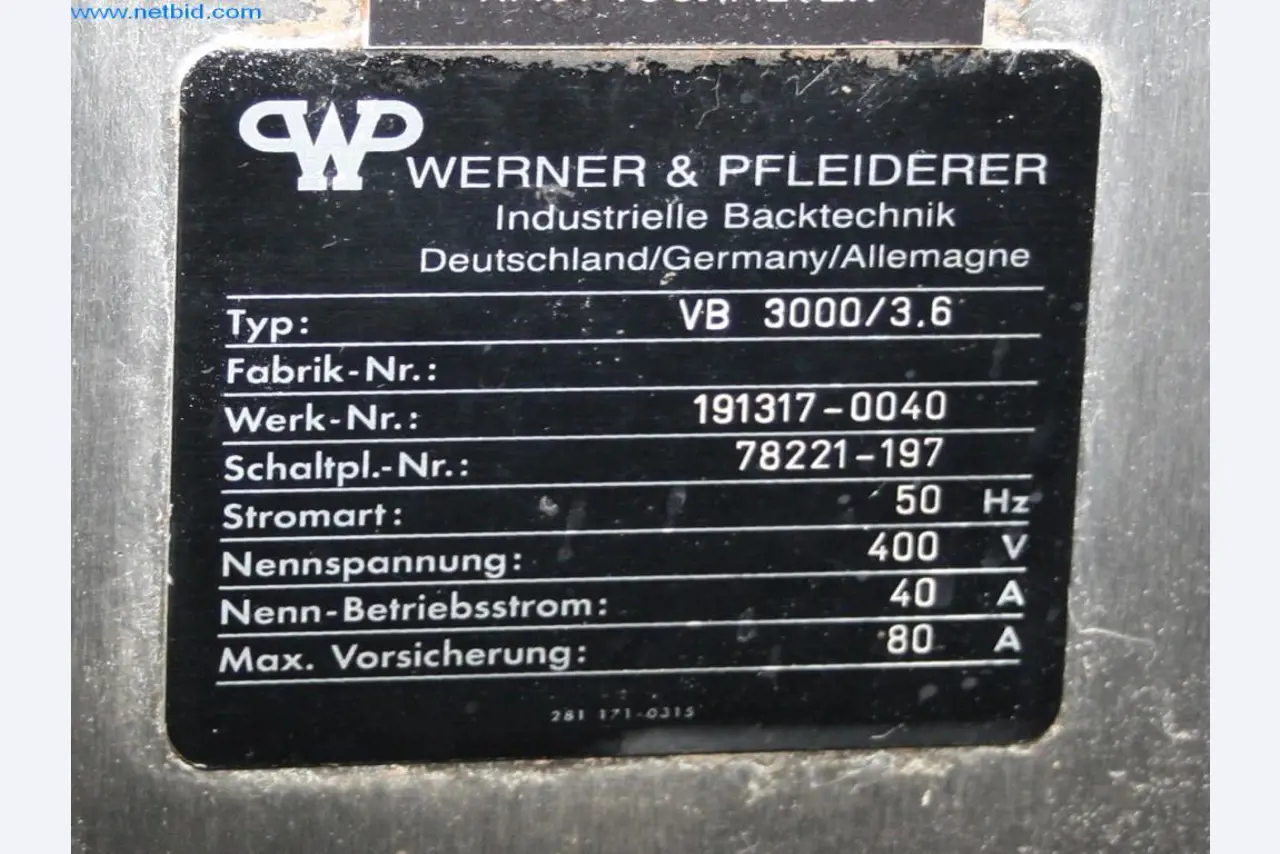 www.netbid.com
WP WERNER & PFLEIDERER
Industrielle Backtechnik
Deutschland/Germany/Allemagne
Typ: VB 3000/3.6
Fabrik-Nr.:
Werk-Nr.: 191317-0040
Schaltpl.-Nr.: 78221-197
Stromart: 50 Hz
Nennspannung: 400 V
Nenn-Betriebsstrom: 40 A
Max. Vorsicherung: 80 A
281 171-0315